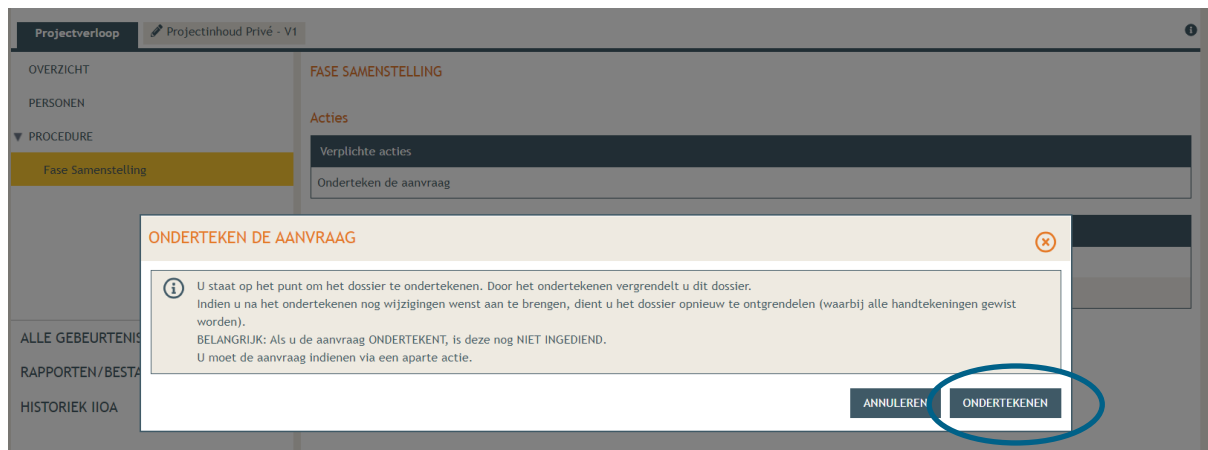 Projectverloop
Projectinhoud Privé - V1
OVERZICHT
PERSONEN
PROCEDURE
Fase Samenstelling
ALLE GEBEURTENIS
RAPPORTEN/BESTA
HISTORIEK IIOA
FASE SAMENSTELLING
Acties
Verplichte acties
Onderteken de aanvraag
ONDERTEKEN DE AANVRAAG
U staat op het punt om het dossier te ondertekenen. Door het ondertekenen vergrendelt u dit dossier.
Indien u na het ondertekenen nog wijzigingen wenst aan te brengen, dient u het dossier opnieuw te ontgrendelen (waarbij alle handtekeningen gewist
worden).
BELANGRIJK: Als u de aanvraag ONDERTEKENT, is deze nog NIET INGEDIEND.
U moet de aanvraag indienen via een aparte actie.
ANNULEREN
ONDERTEKENEN